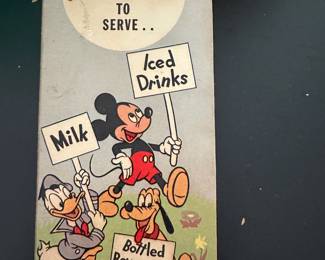 TO
SERVE..
Iced
Drinks
Milk
Bottled